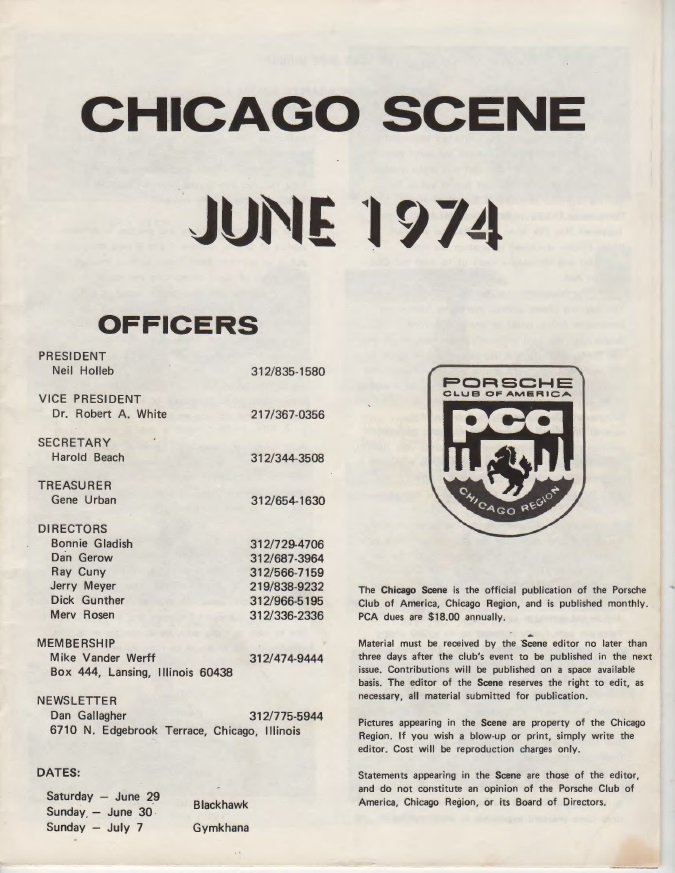 CHICAGO SCENE
JUNE 1974
OFFICERS
PRESIDENT
Neil Holleb 312/835-1580
VICE PRESIDENT
Dr. Robert A. White 217/367-0356
SECRETARY
Harold Beach 312/344-3508
TREASURER
Gene Urban 312/654-1630
DIRECTORS
Bonnie Gladish 312/729-4706
Dan Gerow 312/687-3964
Ray Cuny 312/566-7159
Jerry Meyer 219/838-9232
Dick Gunther 312/966-5195
Merv Rosen 312/336-2336
MEMBERSHIP
Mike Vander Werff 312/474-9444
Box 444, Lansing, Illinois 60438
NEWSLETTER
Dan Gallagher 312/775-5944
6710 N. Edgebrook Terrace, Chicago, Illinois
DATES:
Saturday — June 29
Sunday — June 30
Blackhawk
Sunday — July 7 Gymkhana
PORSCHE
CLUB OF AMERICA
pca
CHICAGO REGION
The Chicago Scene is the official publication of the Porsche
Club of America, Chicago Region, and is published monthly.
PCA dues are $18.00 annually.
Material must be received by the Scene editor no later than
three days after the club's event to be published in the next
issue. Contributions will be published on a space available
basis. The editor of the Scene reserves the right to edit, as
necessary, all material submitted for publication.
Pictures appearing in the Scene are property of the Chicago
Region. If you wish a blow-up or print, simply write the
editor. Cost will be reproduction charges only.
Statements appearing in the Scene are those of the editor,
and do not constitute an opinion of the Porsche Club of
America, Chicago Region, or its Board of Directors.